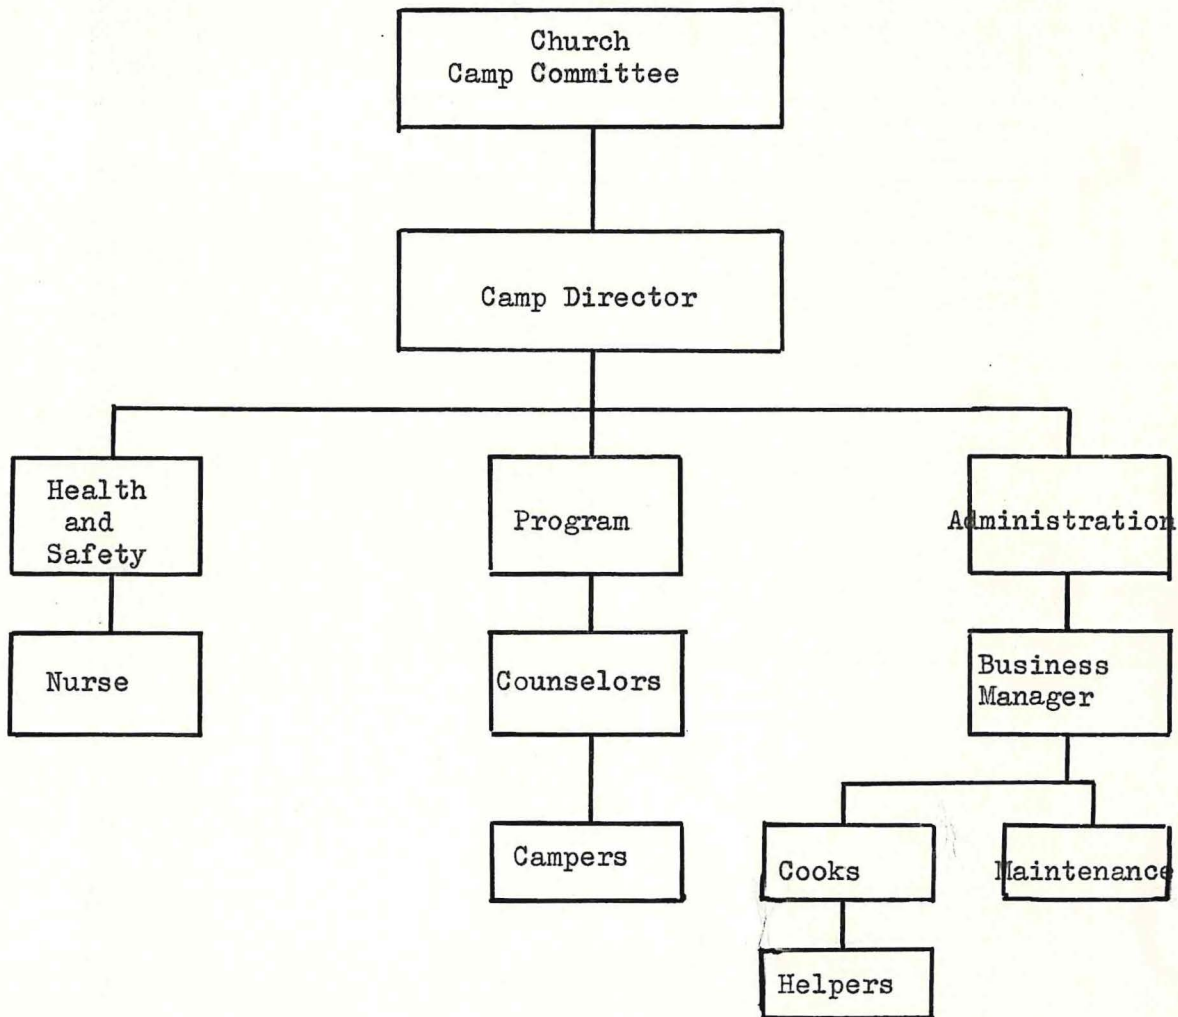 Church
Camp Committee
Camp Director
Health
and
Safety
Program
Administration
Nurse
Counselors
Business
Manager
Campers
Cooks
Maintenance
Helpers